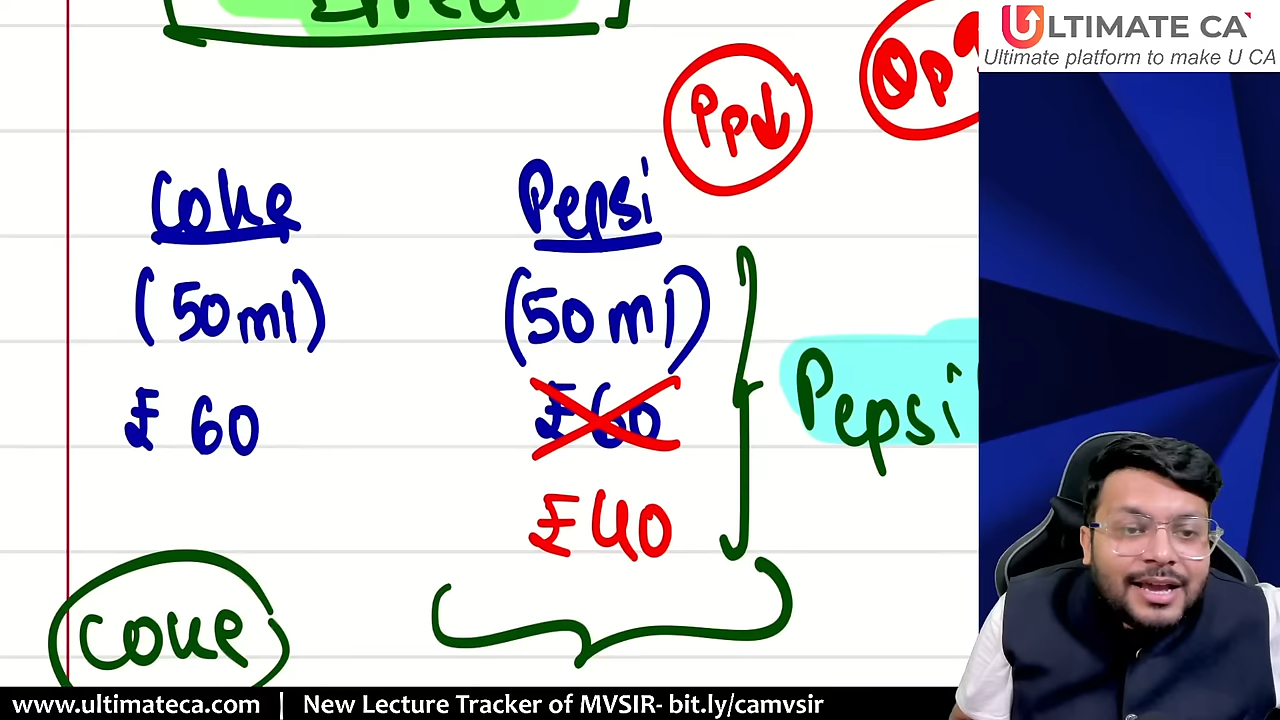 ULTIMATE CA
Ultimate platform to make U CA
Pp↓
Qp
Coke
Pepsi
(50ml)
(50ml)
₹ 60
₹60
Pepsi
₹40
coke
www.ultimateca.com | New Lecture Tracker of MVSIR- bit.ly/camvsir